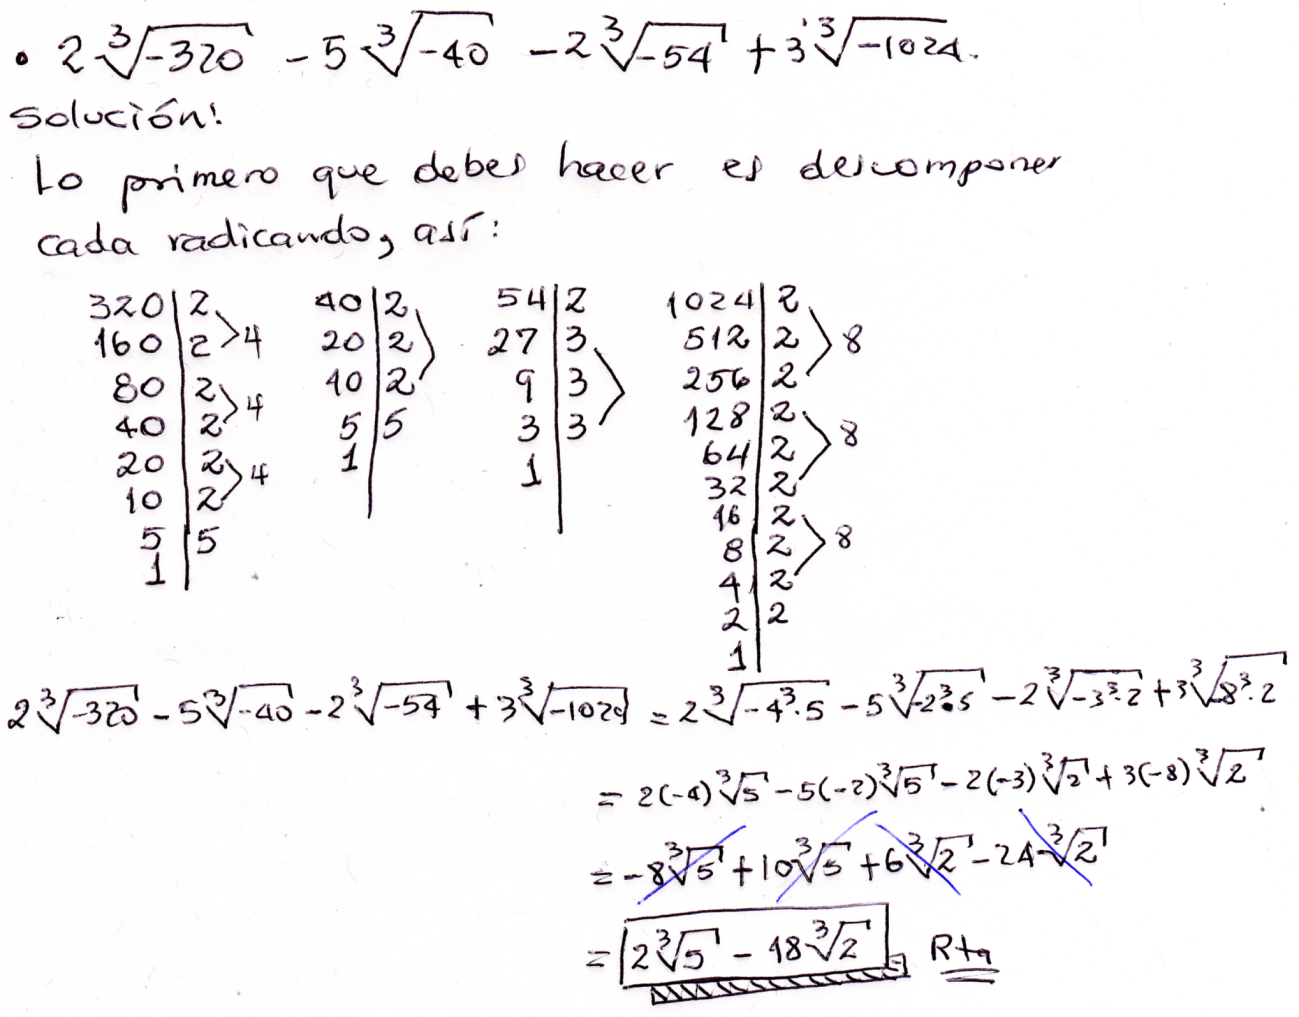 • 2∛-320 - 5∛-40 - 2∛-54 + 3∛-1024.
Solución:
Lo primero que debes hacer es descomponer
cada radicando, así:
320|2 40|2 54|2 1024|2
160|2 >4 20|2 27|3 512|2 >8
80|2 10|2 9|3 256|2
40|2 >4 5|5 3|3 128|2
20|2 1| 1| 64|2 >8
10|2 >4 32|2
5|5 16|2
1| 8|2 >8
4|2
2|2
1|
2∛-320 - 5∛-40 - 2∛-54 + 3∛-1024 = 2∛-4³·5 - 5∛-2³·5 - 2∛-3³·2 + 3∛-8³·2
= 2(-4)∛5 - 5(-2)∛5 - 2(-3)∛2 + 3(-8)∛2
= -8∛5 + 10∛5 + 6∛2 - 24∛2
= 2∛5 - 18∛2 Rta